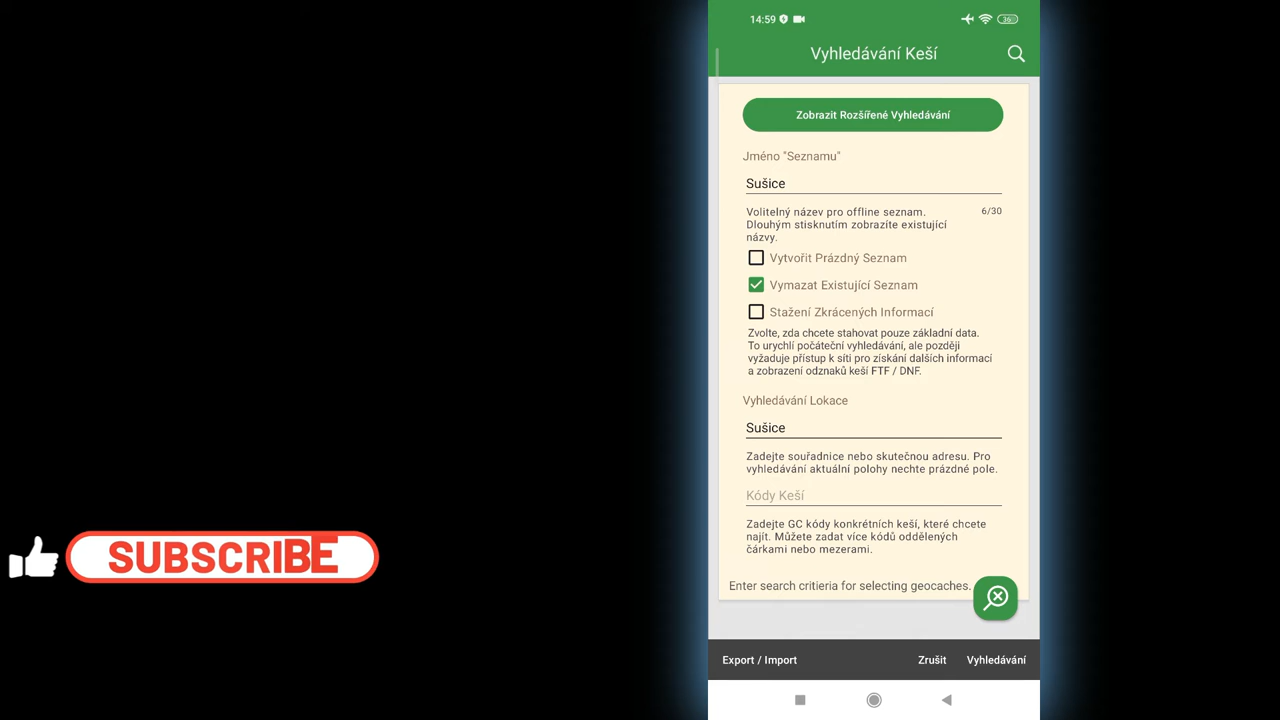 14:59
36
Vyhledávání Keší
Zobrazit Rozšířené Vyhledávání
Jméno "Seznamu"
Sušice
Volitelný název pro offline seznam.
6/30
Dlouhým stisknutím zobrazíte existující
názvy.
Vytvořit Prázdný Seznam
Vymazat Existující Seznam
Stažení Zkrácených Informací
Zvolte, zda chcete stahovat pouze základní data.
To urychlí počáteční vyhledávání, ale později
vyžaduje přístup k síti pro získání dalších informací
a zobrazení odznaků keší FTF / DNF.
Vyhledávání Lokace
Sušice
Zadejte souřadnice nebo skutečnou adresu. Pro
vyhledávání aktuální polohy nechte prázdné pole.
Kódy Keší
Zadejte GC kódy konkrétních keší, které chcete
najít. Můžete zadat více kódů oddělených
čárkami nebo mezerami.
Enter search critieria for selecting geocaches.
Export / Import
Zrušit
Vyhledávání
SUBSCRIBE